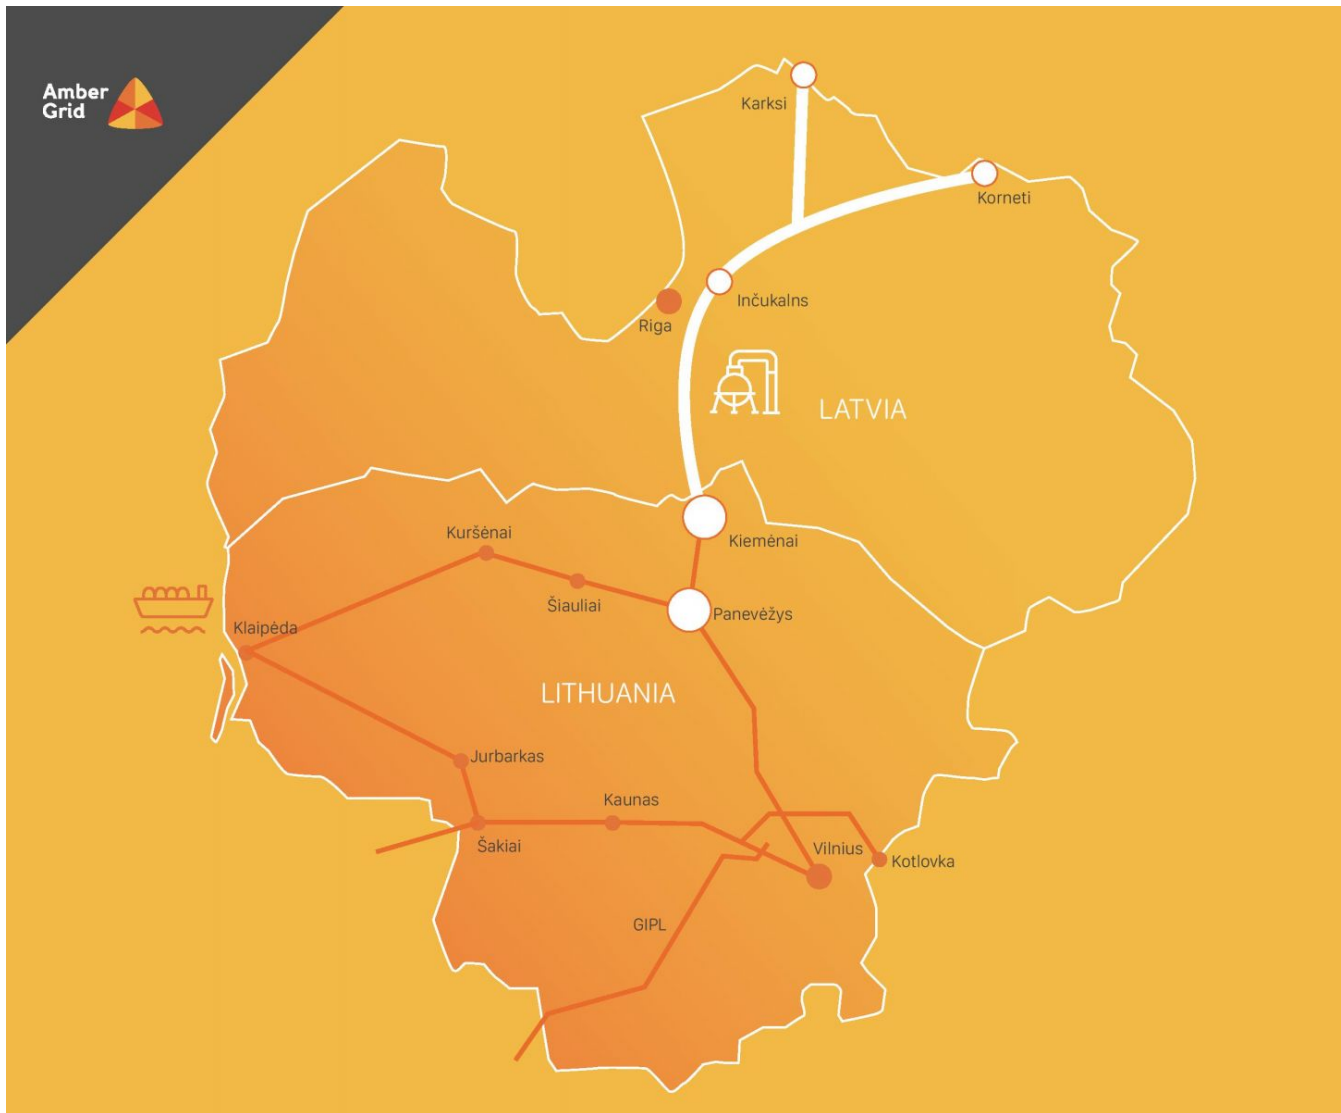 Amber
Grid
Karksi
Korneti
Inčukalns
Riga
LATVIA
Kuršėnai
Kiemėnai
Šiauliai
Panevėžys
Klaipėda
LITHUANIA
Jurbarkas
Kaunas
Šakiai
Vilnius
Kotlovka
GIPL